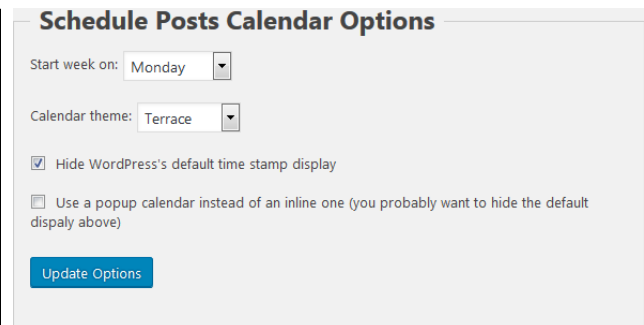 Schedule Posts Calendar Options
Start week on: Monday
Calendar theme: Terrace
Hide WordPress's default time stamp display
Use a popup calendar instead of an inline one (you probably want to hide the default
dispaly above)
Update Options